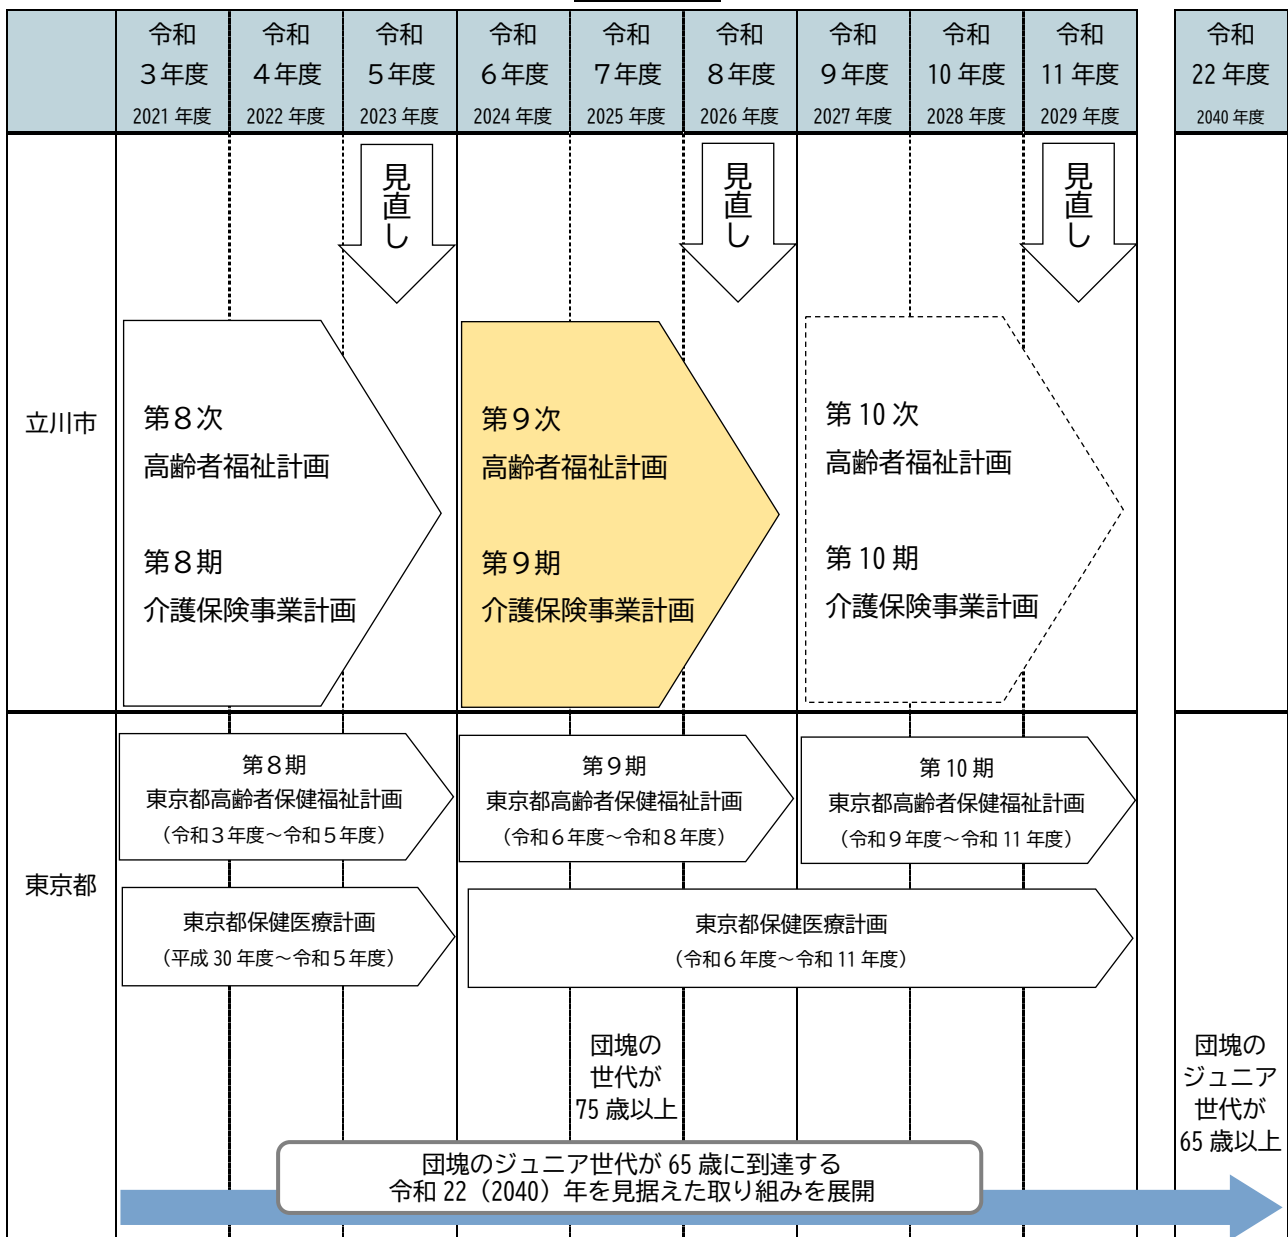 令和
3年度
2021 年度
令和
4年度
2022 年度
令和
5年度
2023 年度
令和
6年度
2024 年度
令和
7年度
2025 年度
令和
8年度
2026 年度
令和
9年度
2027 年度
令和
10 年度
2028 年度
令和
11 年度
2029 年度
令和
22 年度
2040 年度
見直し
見直し
見直し
立川市
第8次
高齢者福祉計画
第8期
介護保険事業計画
第9次
高齢者福祉計画
第9期
介護保険事業計画
第 10 次
高齢者福祉計画
第 10 期
介護保険事業計画
東京都
第8期
東京都高齢者保健福祉計画
（令和3年度～令和5年度）
第9期
東京都高齢者保健福祉計画
（令和6年度～令和8年度）
第 10 期
東京都高齢者保健福祉計画
（令和9年度～令和 11 年度）
東京都保健医療計画
（平成 30 年度～令和5年度）
東京都保健医療計画
（令和6年度～令和 11 年度）
団塊の
世代が
75 歳以上
団塊の
ジュニア
世代が
65 歳以上
団塊のジュニア世代が 65 歳に到達する
令和 22（2040）年を見据えた取り組みを展開